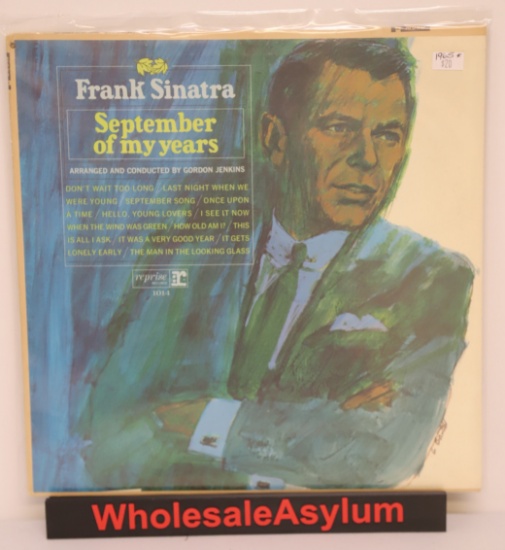 Frank Sinatra
September
of my years
ARRANGED AND CONDUCTED BY GORDON JENKINS
DON'T WAIT TOO LONG / LAST NIGHT WHEN WE
WERE YOUNG / SEPTEMBER SONG / ONCE UPON
A TIME / HELLO, YOUNG LOVERS / I SEE IT NOW
WHEN THE WIND WAS GREEN / HOW OLD AM I? / THIS
IS ALL I ASK / IT WAS A VERY GOOD YEAR / IT GETS
LONELY EARLY / THE MAN IN THE LOOKING GLASS
reprise
WholesaleAsylum